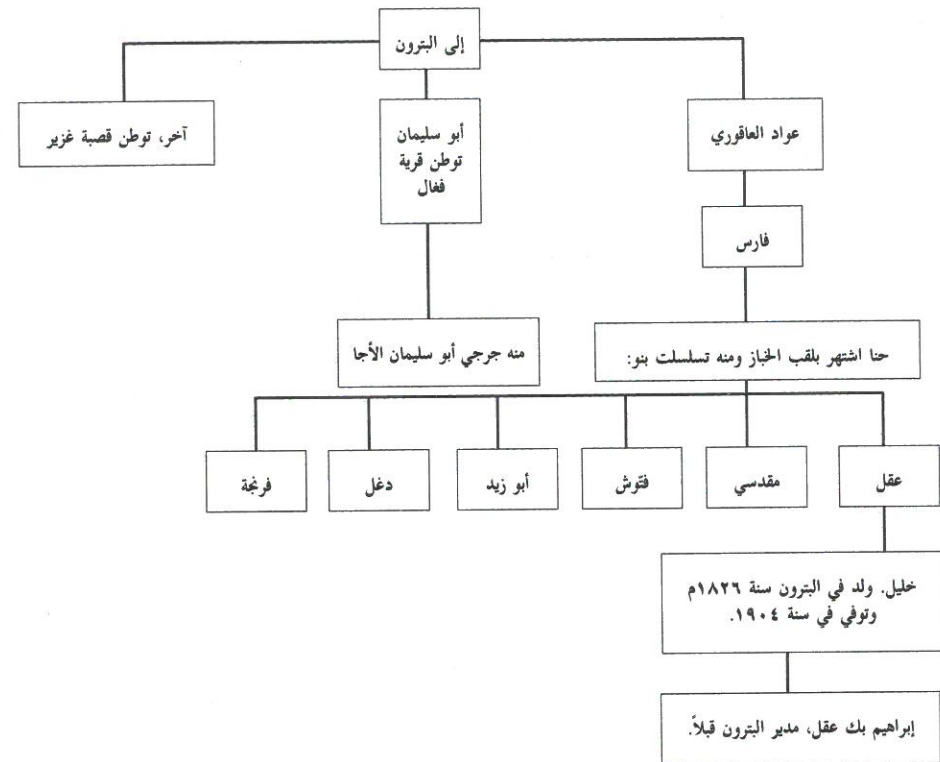 إلى البترون
عواد العاقوري
أبو سليمان
توطن قرية
فغال
آخر، توطن قصبة غزير
فارس
حنا اشتهر بلقب الخباز ومنه تسلسلت بنو:
منه جرجي أبو سليمان الأجا
عقل
مقدسي
فتّوش
أبو زيد
دغل
فرنجة
خليل. ولد في البترون سنة ١٨٢٦م
وتوفي في سنة ١٩٠٤.
إبراهيم بك عقل، مدير البترون قبلاً.